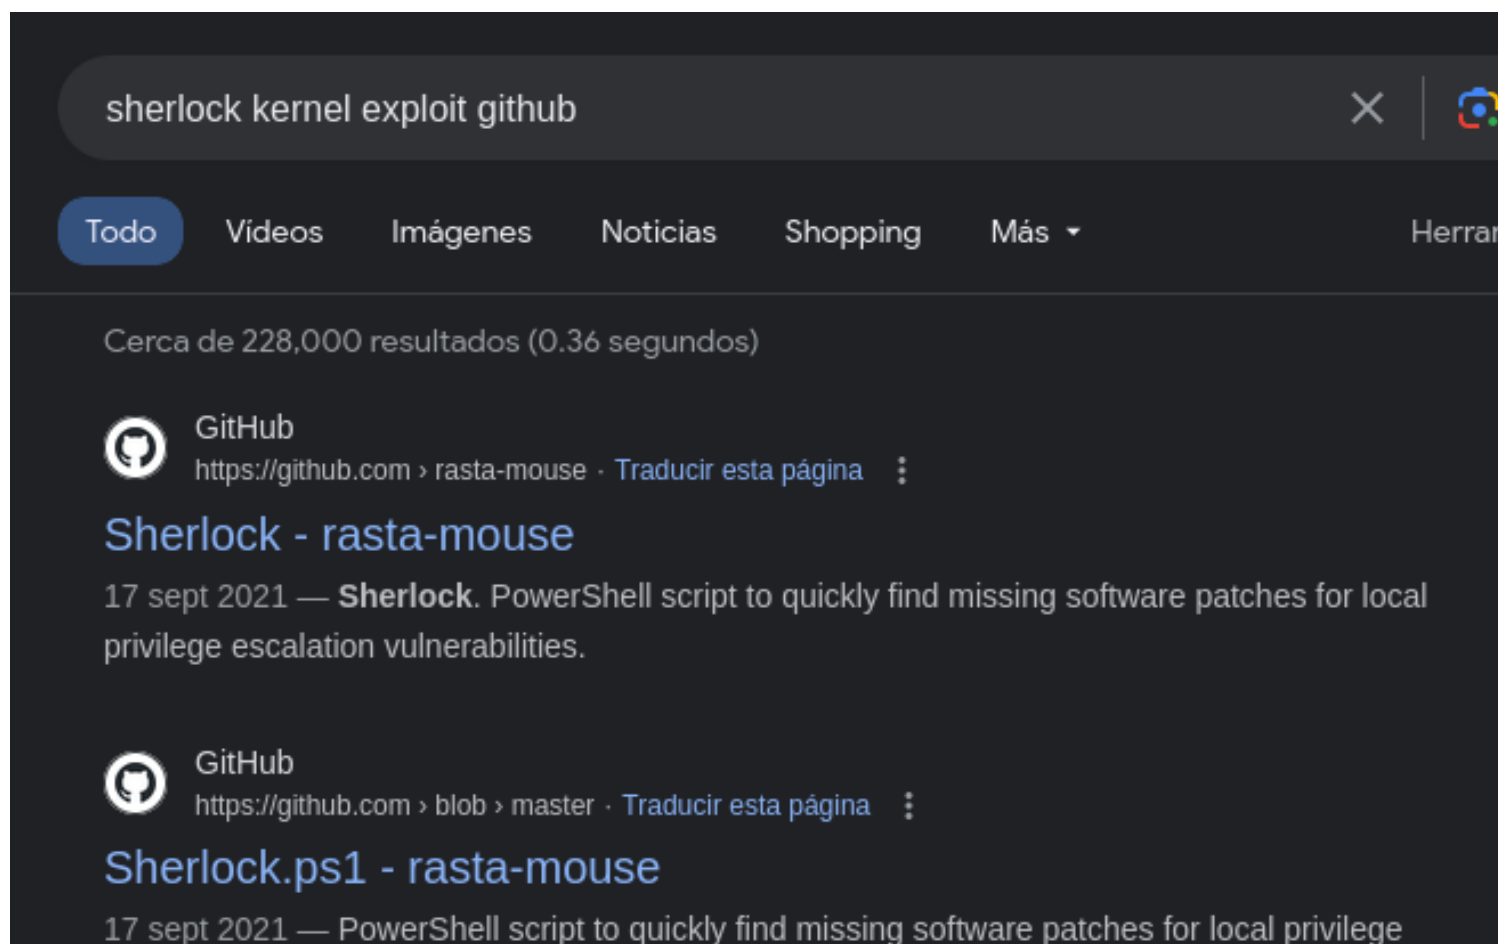 sherlock kernel exploit github
Todo Vídeos Imágenes Noticias Shopping Más Herrar
Cerca de 228,000 resultados (0.36 segundos)
GitHub
https://github.com › rasta-mouse · Traducir esta página
Sherlock - rasta-mouse
17 sept 2021 — Sherlock. PowerShell script to quickly find missing software patches for local
privilege escalation vulnerabilities.
GitHub
https://github.com › blob › master · Traducir esta página
Sherlock.ps1 - rasta-mouse
17 sept 2021 — PowerShell script to quickly find missing software patches for local privilege